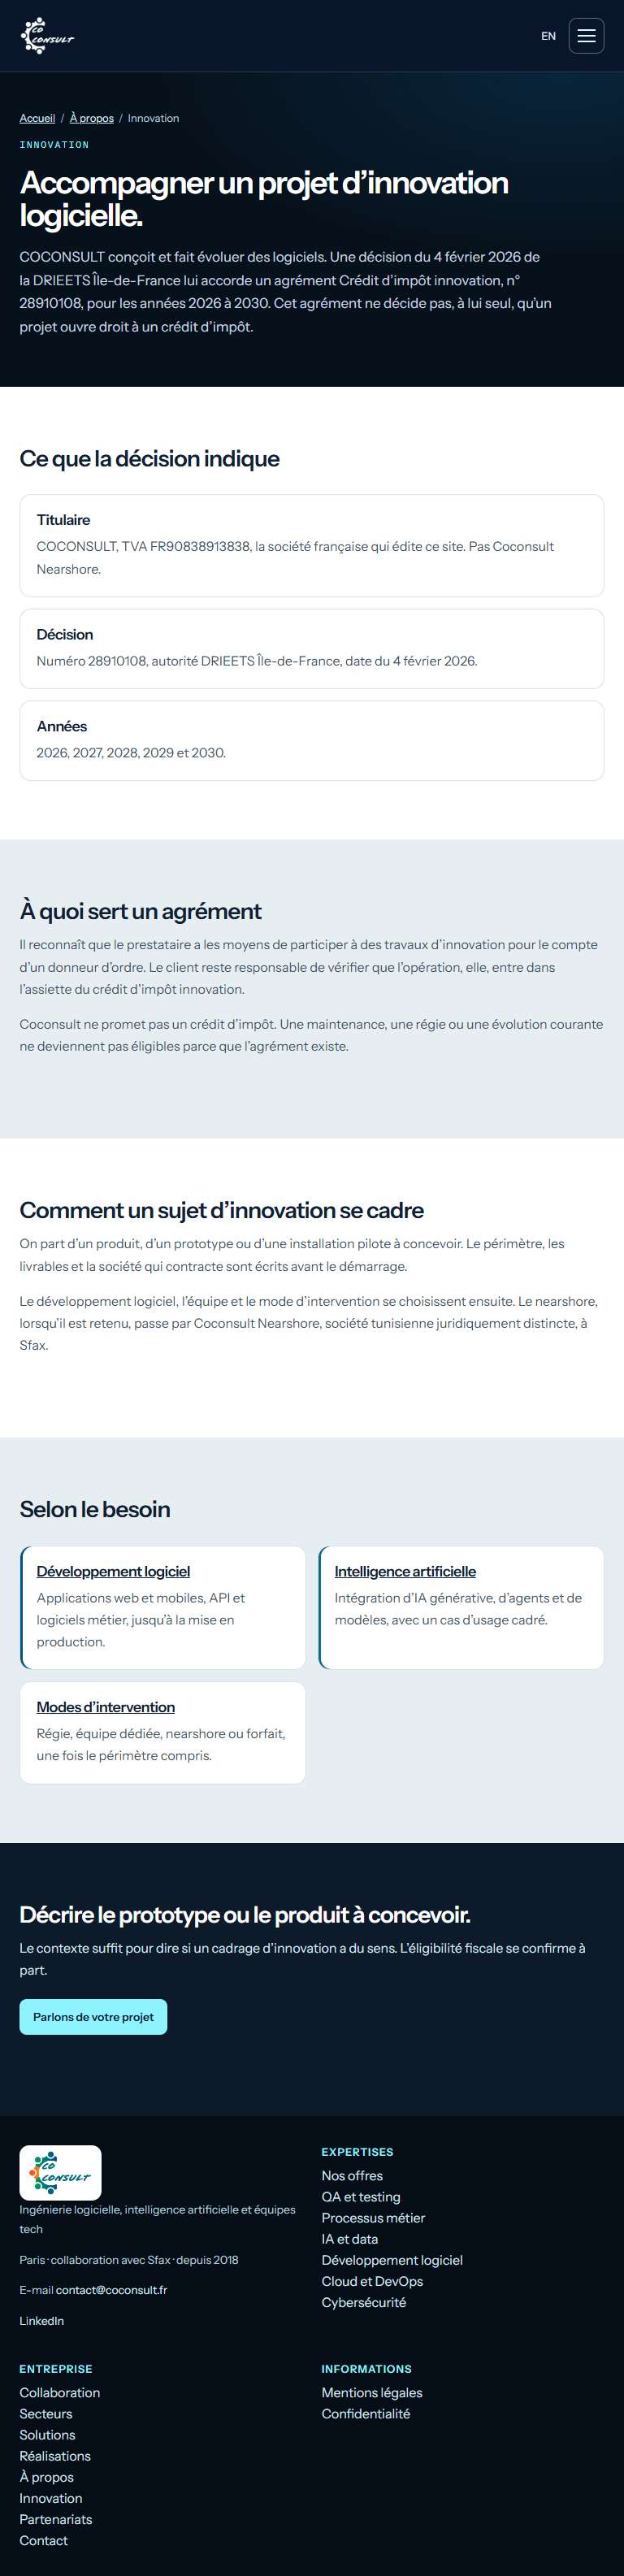 CO
CONSULT
EN
Accueil / À propos / Innovation
INNOVATION
Accompagner un projet d’innovation
logicielle.
COCONSULT conçoit et fait évoluer des logiciels. Une décision du 4 février 2026 de
la DRIEETS Île-de-France lui accorde un agrément Crédit d’impôt innovation, n°
28910108, pour les années 2026 à 2030. Cet agrément ne décide pas, à lui seul, qu’un
projet ouvre droit à un crédit d’impôt.
Ce que la décision indique
Titulaire
COCONSULT, TVA FR90838913838, la société française qui édite ce site. Pas Coconsult
Nearshore.
Décision
Numéro 28910108, autorité DRIEETS Île-de-France, date du 4 février 2026.
Années
2026, 2027, 2028, 2029 et 2030.
À quoi sert un agrément
Il reconnaît que le prestataire a les moyens de participer à des travaux d’innovation pour le compte
d’un donneur d’ordre. Le client reste responsable de vérifier que l’opération, elle, entre dans
l’assiette du crédit d’impôt innovation.
Coconsult ne promet pas un crédit d’impôt. Une maintenance, une régie ou une évolution courante
ne deviennent pas éligibles parce que l’agrément existe.
Comment un sujet d’innovation se cadre
On part d’un produit, d’un prototype ou d’une installation pilote à concevoir. Le périmètre, les
livrables et la société qui contracte sont écrits avant le démarrage.
Le développement logiciel, l’équipe et le mode d’intervention se choisissent ensuite. Le nearshore,
lorsqu’il est retenu, passe par Coconsult Nearshore, société tunisienne juridiquement distincte, à
Sfax.
Selon le besoin
Développement logiciel
Applications web et mobiles, API et
logiciels métier, jusqu’à la mise en
production.
Intelligence artificielle
Intégration d’IA générative, d’agents et de
modèles, avec un cas d’usage cadré.
Modes d’intervention
Régie, équipe dédiée, nearshore ou forfait,
une fois le périmètre compris.
Décrire le prototype ou le produit à concevoir.
Le contexte suffit pour dire si un cadrage d’innovation a du sens. L’éligibilité fiscale se confirme à
part.
Parlons de votre projet
CO
CONSULT
Ingénierie logicielle, intelligence artificielle et équipes
tech
Paris · collaboration avec Sfax · depuis 2018
E-mail contact@coconsult.fr
LinkedIn
EXPERTISES
Nos offres
QA et testing
Processus métier
IA et data
Développement logiciel
Cloud et DevOps
Cybersécurité
ENTREPRISE
Collaboration
Secteurs
Solutions
Réalisations
À propos
Innovation
Partenariats
Contact
INFORMATIONS
Mentions légales
Confidentialité